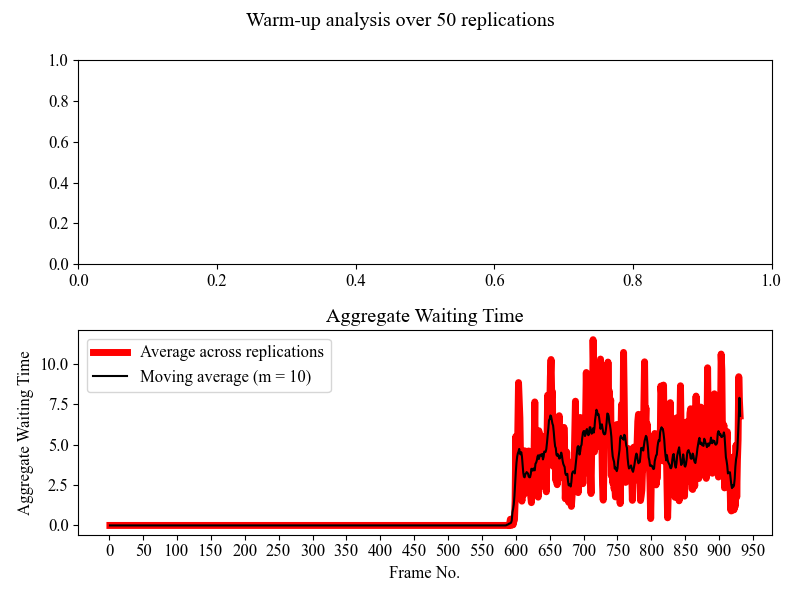 Warm-up analysis over 50 replications
1.0
0.8
0.6
0.4
0.2
0.0
0.0 0.2 0.4 0.6 0.8 1.0
Aggregate Waiting Time
Average across replications
Moving average (m = 10)
Aggregate Waiting Time
10.0
7.5
5.0
2.5
0.0
0 50 100 150 200 250 300 350 400 450 500 550 600 650 700 750 800 850 900 950
Frame No.